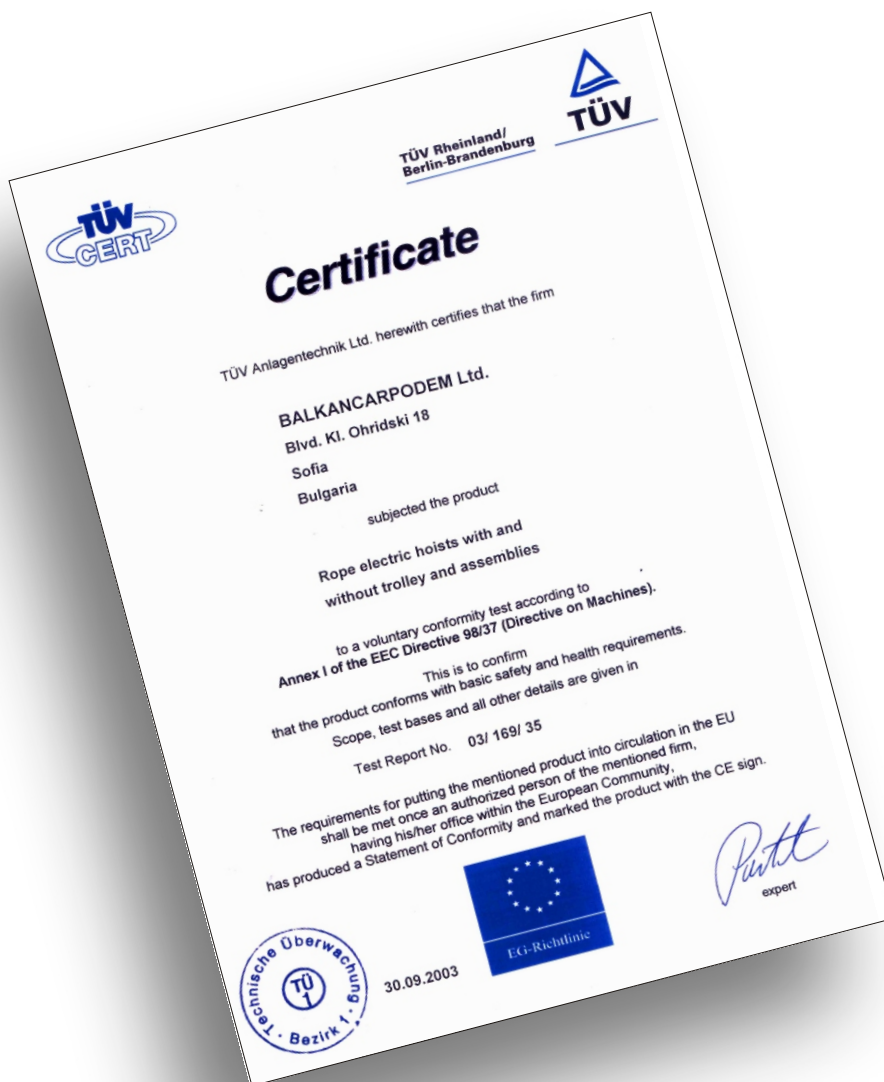 TÜV
TÜV Rheinland/
Berlin-Brandenburg
TÜV
CERT
Certificate
TÜV Anlagentechnik Ltd. herewith certifies that the firm
BALKANCARPODEM Ltd.
Blvd. Kl. Ohridski 18
Sofia
Bulgaria
subjected the product
Rope electric hoists with and
without trolley and assemblies
to a voluntary conformity test according to
Annex I of the EEC Directive 98/37 (Directive on Machines).
This is to confirm
that the product conforms with basic safety and health requirements.
Scope, test bases and all other details are given in
Test Report No. 03/ 169/ 35
The requirements for putting the mentioned product into circulation in the EU
shall be met once an authorized person of the mentioned firm,
having his/her office within the European Community,
has produced a Statement of Conformity and marked the product with the CE sign.
expert
EG-Richtlinie
30.09.2003
Technische Überwachung · Bezirk 1 ·
TÜ
1